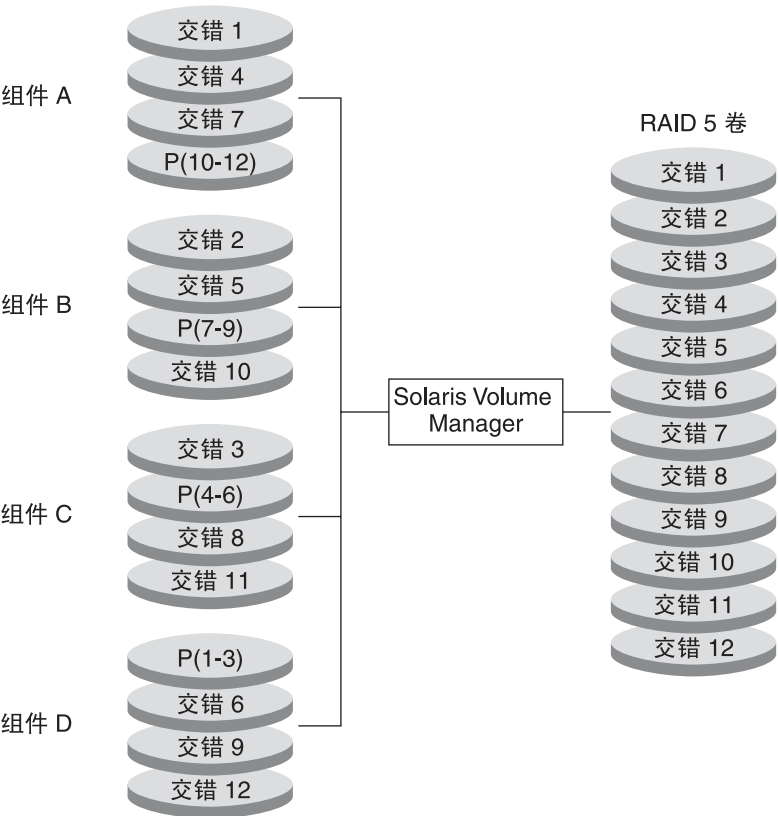 组件 A
交错 1
交错 4
交错 7
P(10-12)
组件 B
交错 2
交错 5
P(7-9)
交错 10
组件 C
交错 3
P(4-6)
交错 8
交错 11
组件 D
P(1-3)
交错 6
交错 9
交错 12
Solaris Volume
Manager
RAID 5 卷
交错 1
交错 2
交错 3
交错 4
交错 5
交错 6
交错 7
交错 8
交错 9
交错 10
交错 11
交错 12